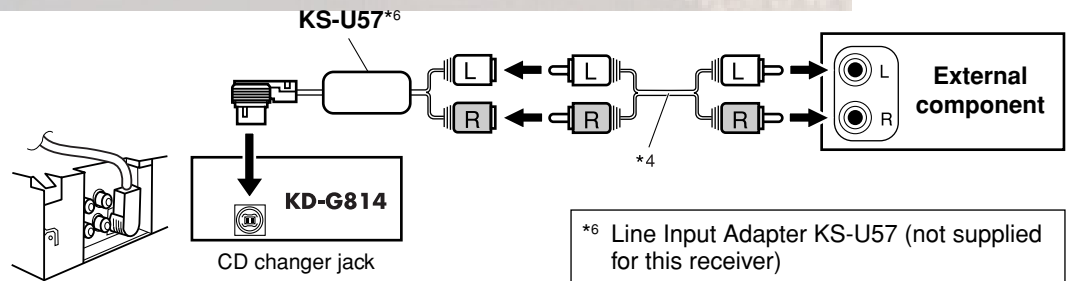 KS-U57*6
L
L
L
L
External component
R
R
R
R
*4
KD-G814
CD changer jack
*6 Line Input Adapter KS-U57 (not supplied
for this receiver)